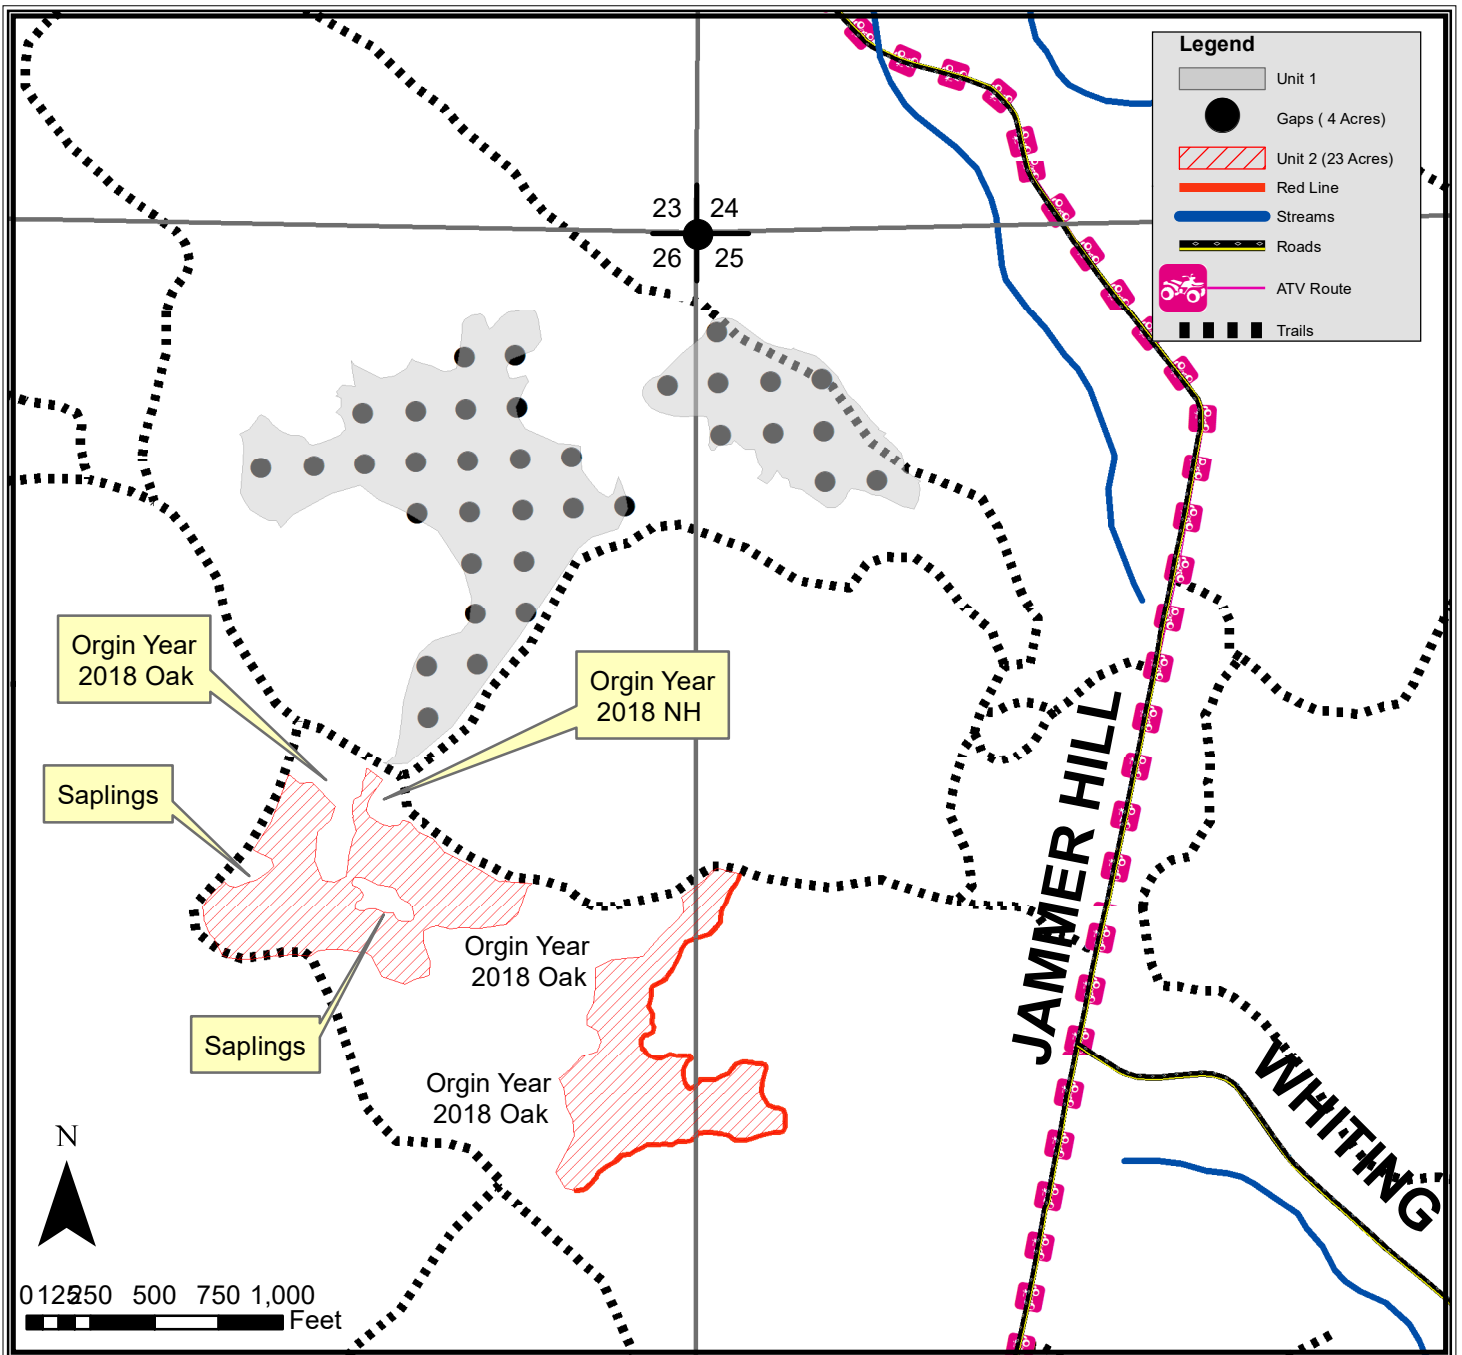 Legend
Unit 1
Gaps ( 4 Acres)
Unit 2 (23 Acres)
Red Line
Streams
Roads
ATV Route
Trails
23 24
26 25
Orgin Year
2018 Oak
Orgin Year
2018 NH
Saplings
Orgin Year
2018 Oak
Saplings
Orgin Year
2018 Oak
JAMMER HILL
WHITING
N
0 125 250 500 750 1,000
Feet